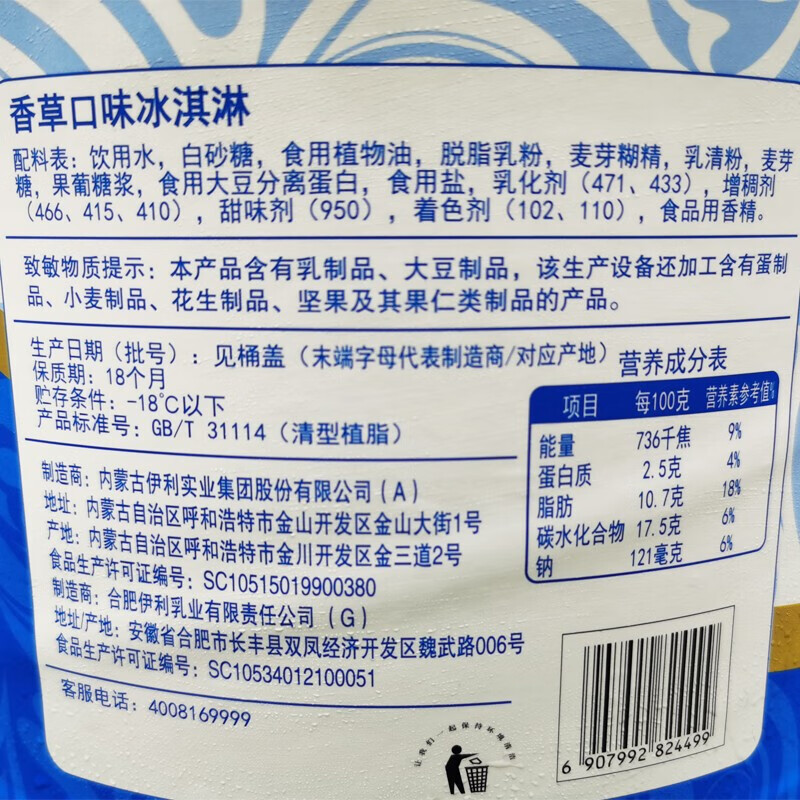 香草口味冰淇淋
配料表：饮用水，白砂糖，食用植物油，脱脂乳粉，麦芽糊精，乳清粉，麦芽
糖，果葡糖浆，食用大豆分离蛋白，食用盐，乳化剂（471、433），增稠剂
（466、415、410），甜味剂（950），着色剂（102、110），食品用香精。
致敏物质提示：本产品含有乳制品、大豆制品，该生产设备还加工含有蛋制
品、小麦制品、花生制品、坚果及其果仁类制品的产品。
生产日期（批号）：见桶盖（末端字母代表制造商/对应产地）
保质期：18个月
贮存条件：-18℃以下
产品标准号：GB/T 31114（清型植脂）
营养成分表
项目 每100克 营养素参考值%
能量 736千焦 9%
蛋白质 2.5克 4%
脂肪 10.7克 18%
碳水化合物 17.5克 6%
钠 121毫克 6%
制造商：内蒙古伊利实业集团股份有限公司（A）
地址：内蒙古自治区呼和浩特市金山开发区金山大街1号
产地：内蒙古自治区呼和浩特市金川开发区金三道2号
食品生产许可证编号：SC10515019900380
制造商：合肥伊利乳业有限责任公司（G）
地址/产地：安徽省合肥市长丰县双凤经济开发区魏武路006号
食品生产许可证编号：SC10534012100051
客服电话：4008169999
让我们一起保持环境清洁
6 907992 824499